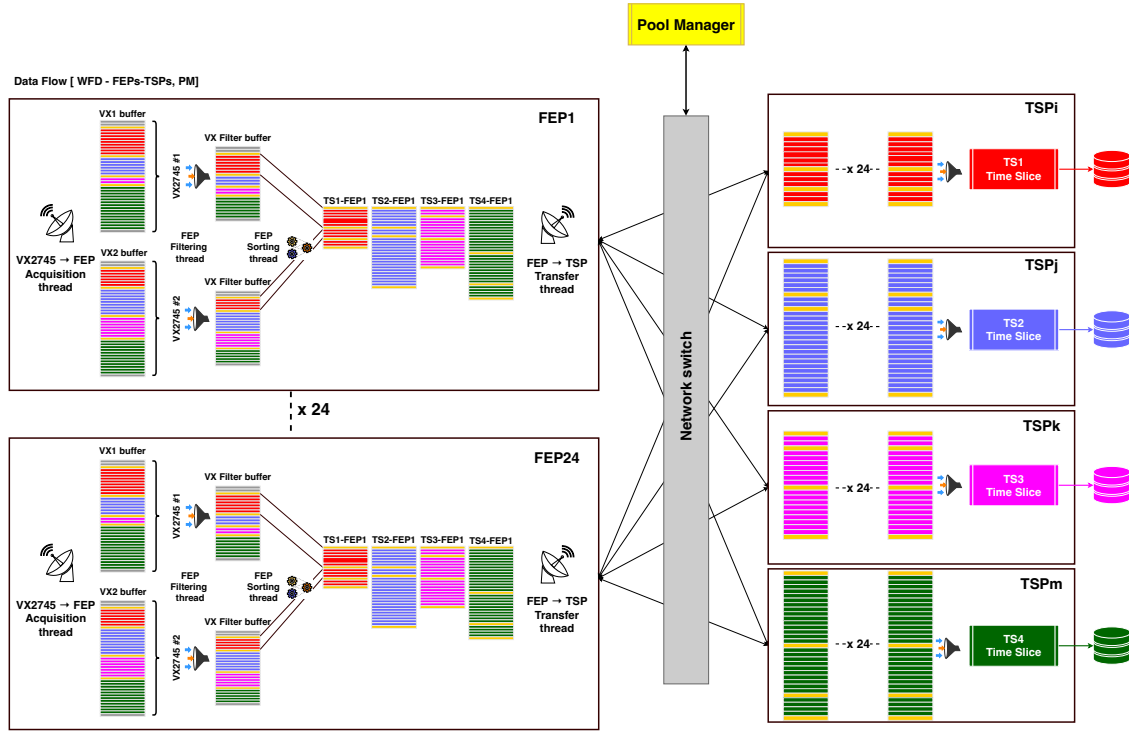 Pool Manager
Data Flow [ WFD - FEPs-TSPs, PM]
FEP1
VX1 buffer
VX2745 #1
VX Filter buffer
VX2745 → FEP
Acquisition
thread
FEP
Filtering
thread
FEP
Sorting
thread
TS1-FEP1
TS2-FEP1
TS3-FEP1
TS4-FEP1
FEP → TSP
Transfer
thread
VX2 buffer
VX2745 #2
VX Filter buffer
x 24
FEP24
VX1 buffer
VX2745 #1
VX Filter buffer
VX2745 → FEP
Acquisition
thread
FEP
Filtering
thread
FEP
Sorting
thread
TS1-FEP1
TS2-FEP1
TS3-FEP1
TS4-FEP1
FEP → TSP
Transfer
thread
VX2 buffer
VX2745 #2
VX Filter buffer
Network switch
TSPi
x 24
TS1
Time Slice
TSPj
x 24
TS2
Time Slice
TSPk
x 24
TS3
Time Slice
TSPm
x 24
TS4
Time Slice